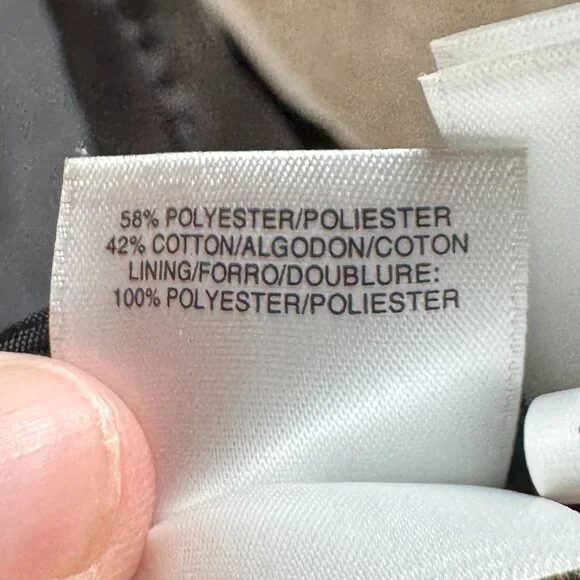 58% POLYESTER/POLIESTER
42% COTTON/ALGODON/COTON
LINING/FORRO/DOUBLURE:
100% POLYESTER/POLIESTER